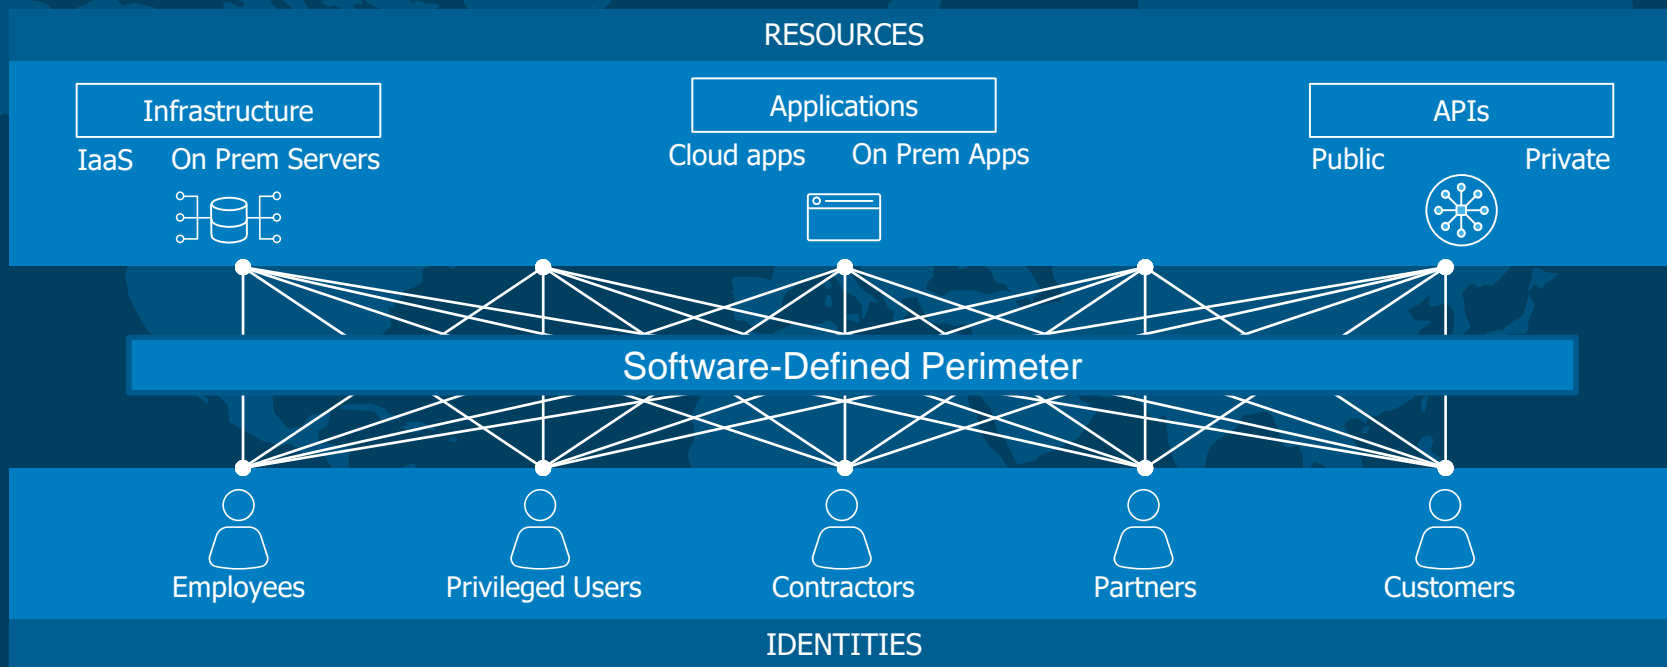 RESOURCES
Infrastructure
Applications
APIs
IaaS On Prem Servers
Cloud apps On Prem Apps
Public Private
Software-Defined Perimeter
Employees
Privileged Users
Contractors
Partners
Customers
IDENTITIES